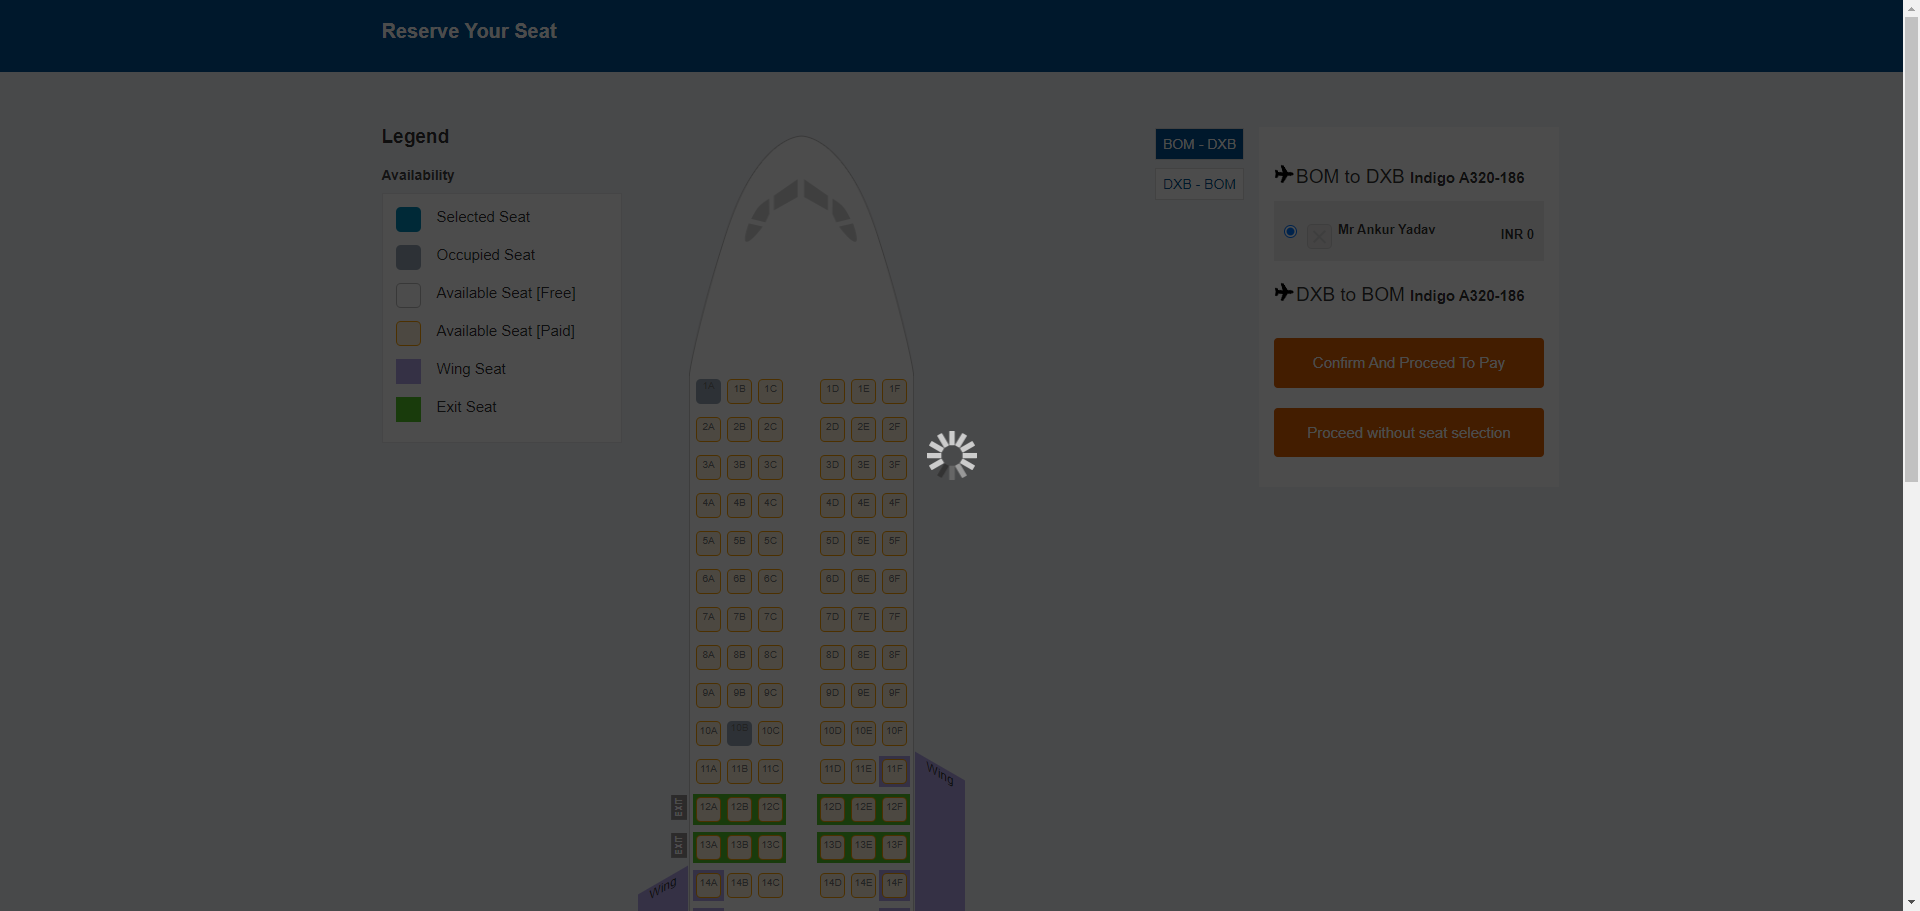 Reserve Your Seat
Legend
Availability
Selected Seat
Occupied Seat
Available Seat [Free]
Available Seat [Paid]
Wing Seat
Exit Seat
1A 1B 1C 1D 1E 1F
2A 2B 2C 2D 2E 2F
3A 3B 3C 3D 3E 3F
4A 4B 4C 4D 4E 4F
5A 5B 5C 5D 5E 5F
6A 6B 6C 6D 6E 6F
7A 7B 7C 7D 7E 7F
8A 8B 8C 8D 8E 8F
9A 9B 9C 9D 9E 9F
10A 10B 10C 10D 10E 10F
11A 11B 11C 11D 11E 11F
Wing
EXIT 12A 12B 12C 12D 12E 12F
EXIT 13A 13B 13C 13D 13E 13F
Wing
14A 14B 14C 14D 14E 14F
BOM - DXB
DXB - BOM
BOM to DXB Indigo A320-186
Mr Ankur Yadav INR 0
DXB to BOM Indigo A320-186
Confirm And Proceed To Pay
Proceed without seat selection